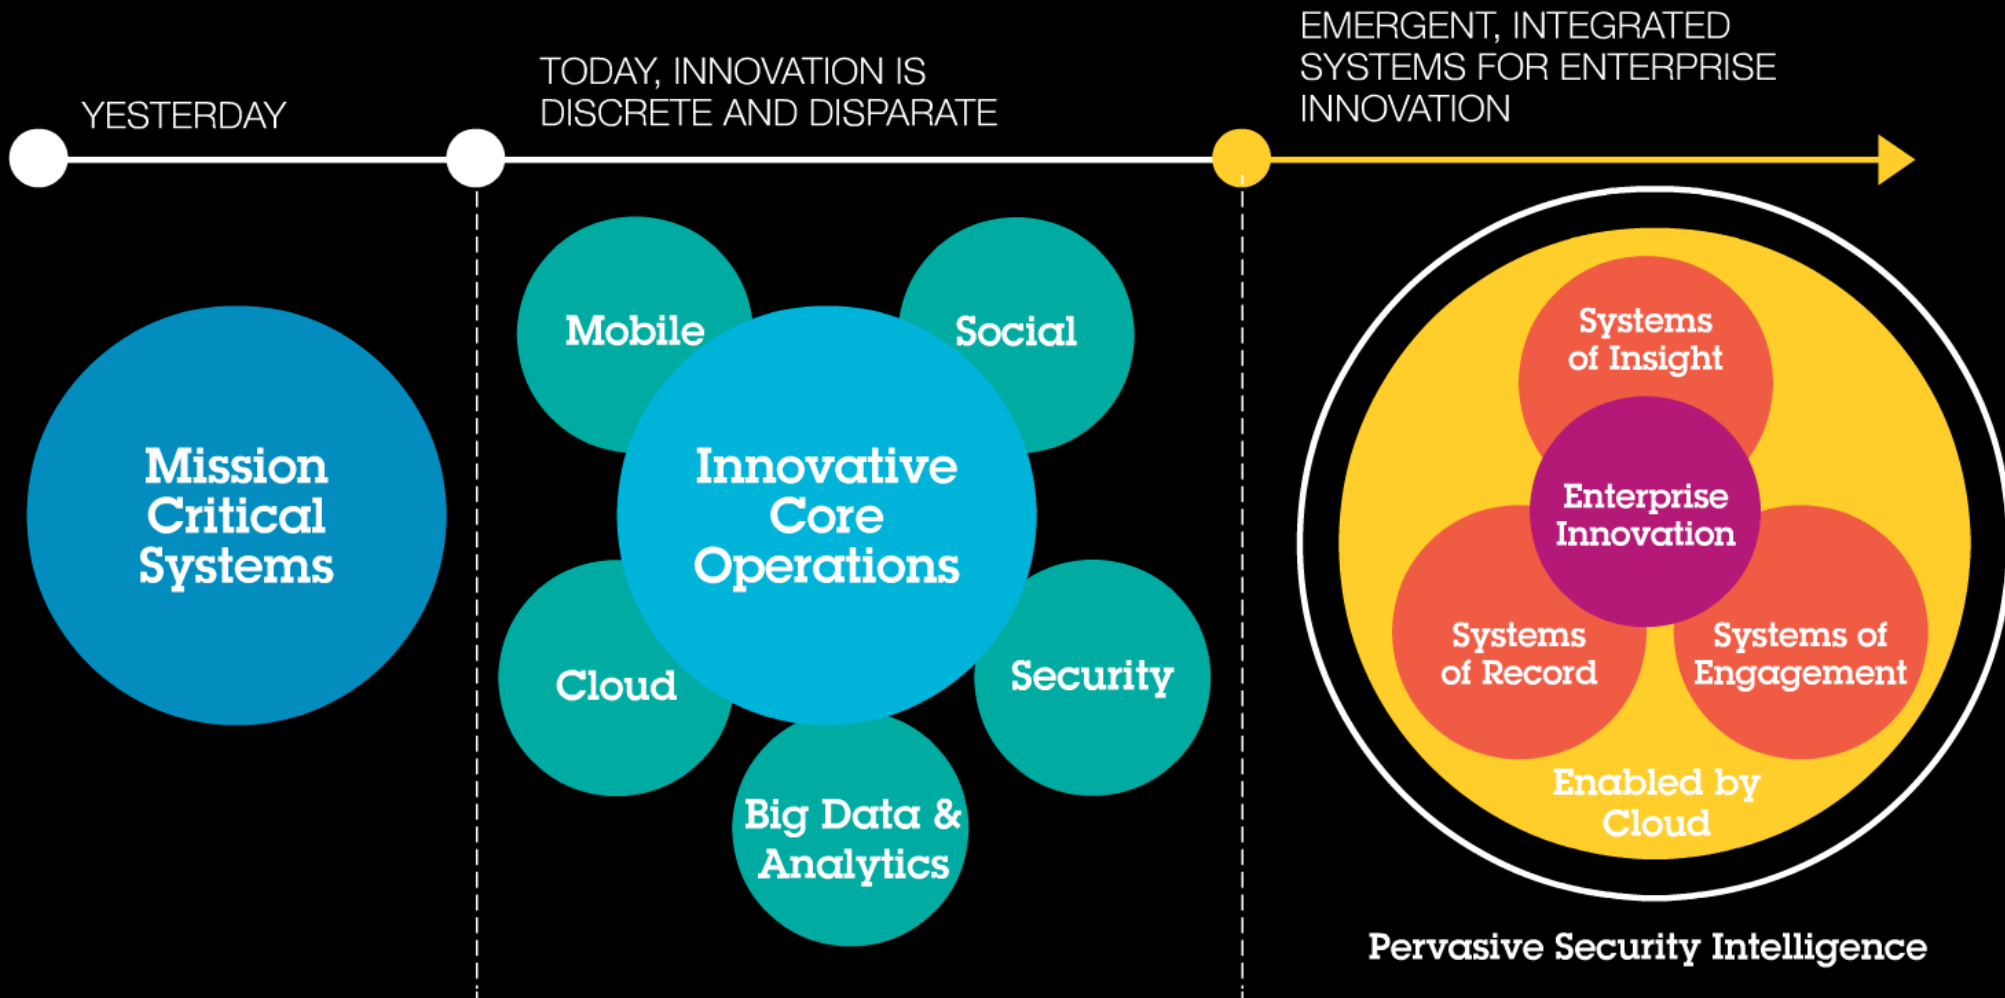 YESTERDAY
TODAY, INNOVATION IS
DISCRETE AND DISPARATE
EMERGENT, INTEGRATED
SYSTEMS FOR ENTERPRISE
INNOVATION
Mission
Critical
Systems
Mobile
Social
Innovative
Core
Operations
Cloud
Security
Big Data &
Analytics
Systems
of Insight
Enterprise
Innovation
Systems
of Record
Systems of
Engagement
Enabled by
Cloud
Pervasive Security Intelligence